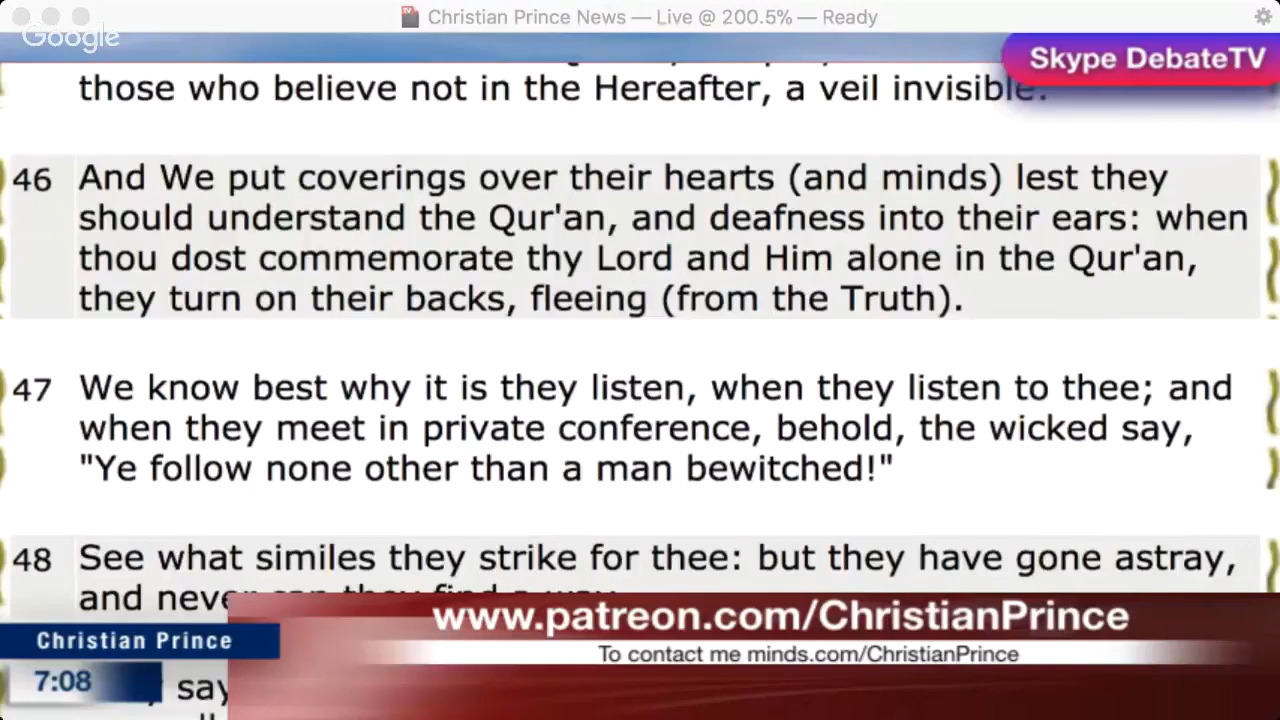 Christian Prince News — Live @ 200.5% — Ready
Google
Skype DebateTV
those who believe not in the Hereafter, a veil invisible.
46 And We put coverings over their hearts (and minds) lest they
should understand the Qur'an, and deafness into their ears: when
thou dost commemorate thy Lord and Him alone in the Qur'an,
they turn on their backs, fleeing (from the Truth).
47 We know best why it is they listen, when they listen to thee; and
when they meet in private conference, behold, the wicked say,
"Ye follow none other than a man bewitched!"
48 See what similes they strike for thee: but they have gone astray,
and never can they find a way.
www.patreon.com/ChristianPrince
Christian Prince
To contact me minds.com/ChristianPrince
7:08
say